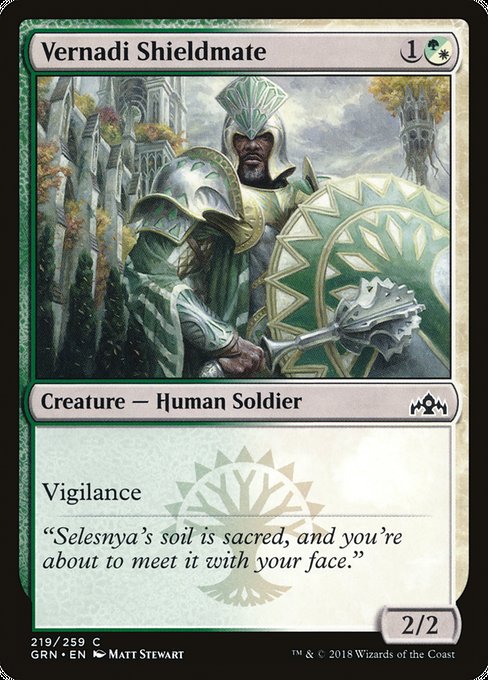 Vernadi Shieldmate 1
Creature — Human Soldier
Vigilance
“Selesnya’s soil is sacred, and you’re
about to meet it with your face.”
2/2
219/259 C
GRN • EN Matt Stewart
™ & © 2018 Wizards of the Coast